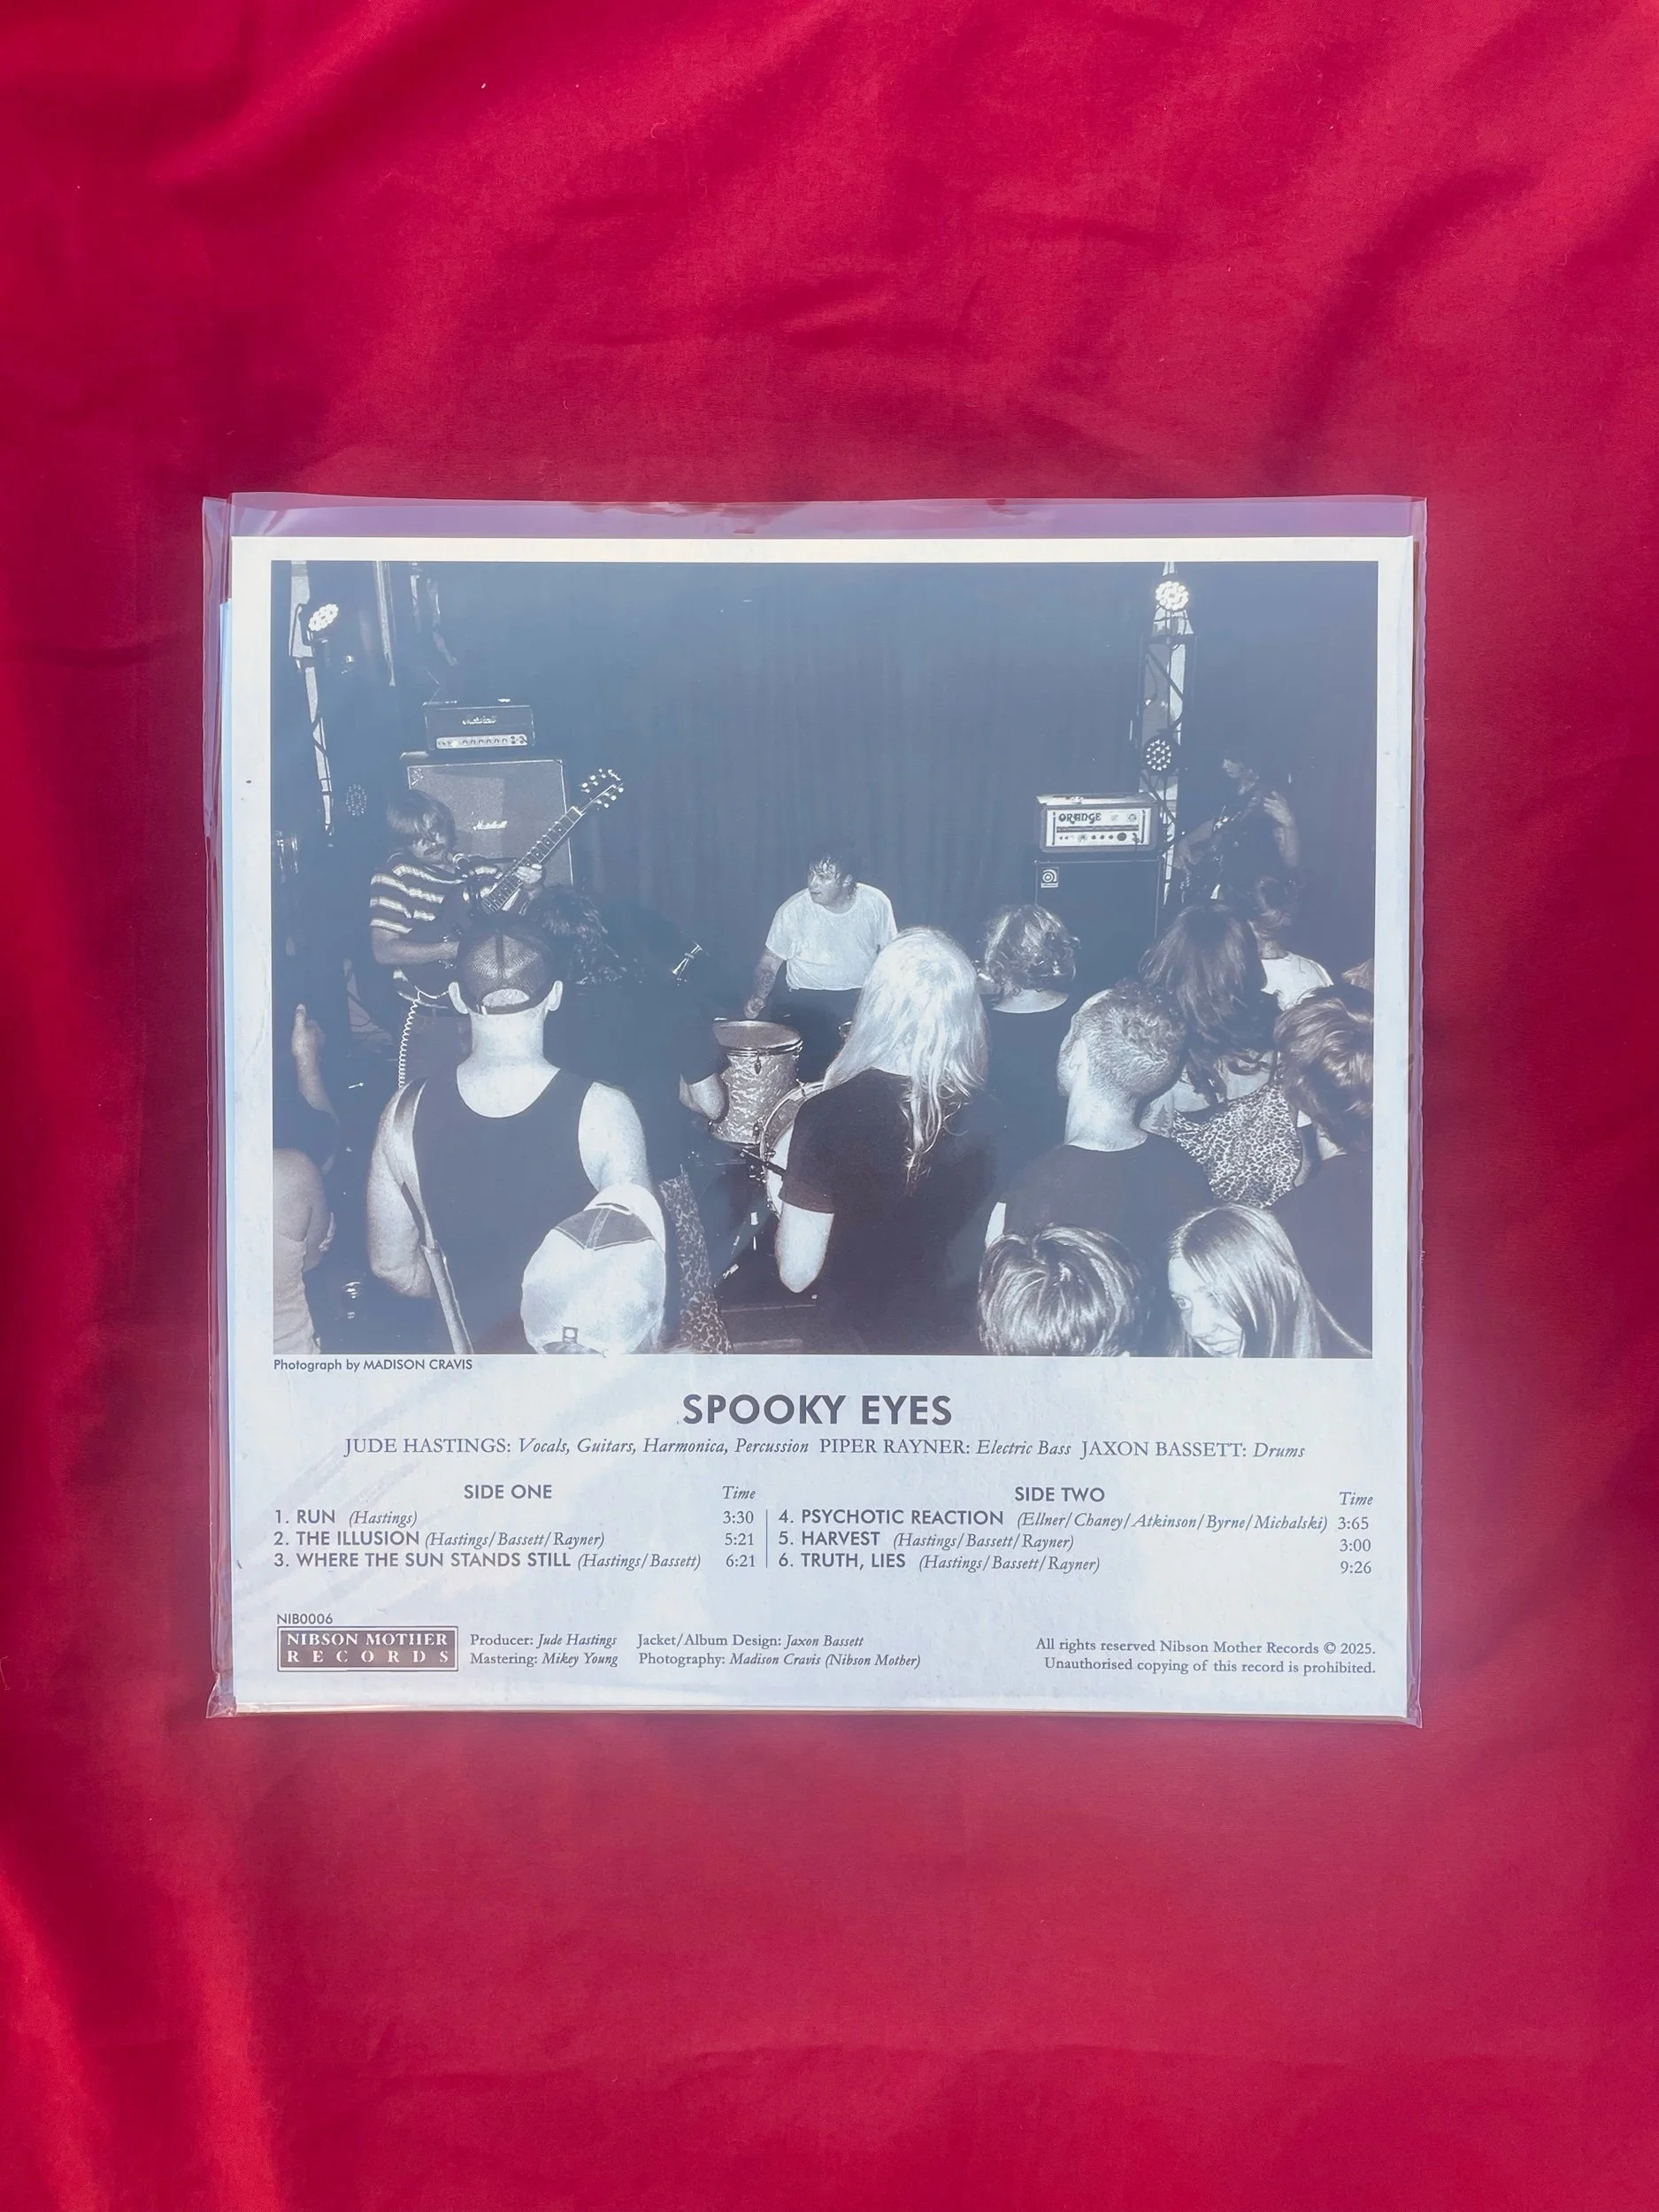 Marshall
Marshall
ORANGE
Photograph by MADISON CRAVIS
SPOOKY EYES
JUDE HASTINGS: Vocals, Guitars, Harmonica, Percussion PIPER RAYNER: Electric Bass JAXON BASSETT: Drums
SIDE ONE Time
1. RUN (Hastings) 3:30
2. THE ILLUSION (Hastings/Bassett/Rayner) 5:21
3. WHERE THE SUN STANDS STILL (Hastings/Bassett) 6:21
SIDE TWO Time
4. PSYCHOTIC REACTION (Ellner/Chaney/Atkinson/Byrne/Michalski) 3:65
5. HARVEST (Hastings/Bassett/Rayner) 3:00
6. TRUTH, LIES (Hastings/Bassett/Rayner) 9:26
NIB0006
NIBSON MOTHER
RECORDS
Producer: Jude Hastings
Mastering: Mikey Young
Jacket/Album Design: Jaxon Bassett
Photography: Madison Cravis (Nibson Mother)
All rights reserved Nibson Mother Records © 2025.
Unauthorised copying of this record is prohibited.